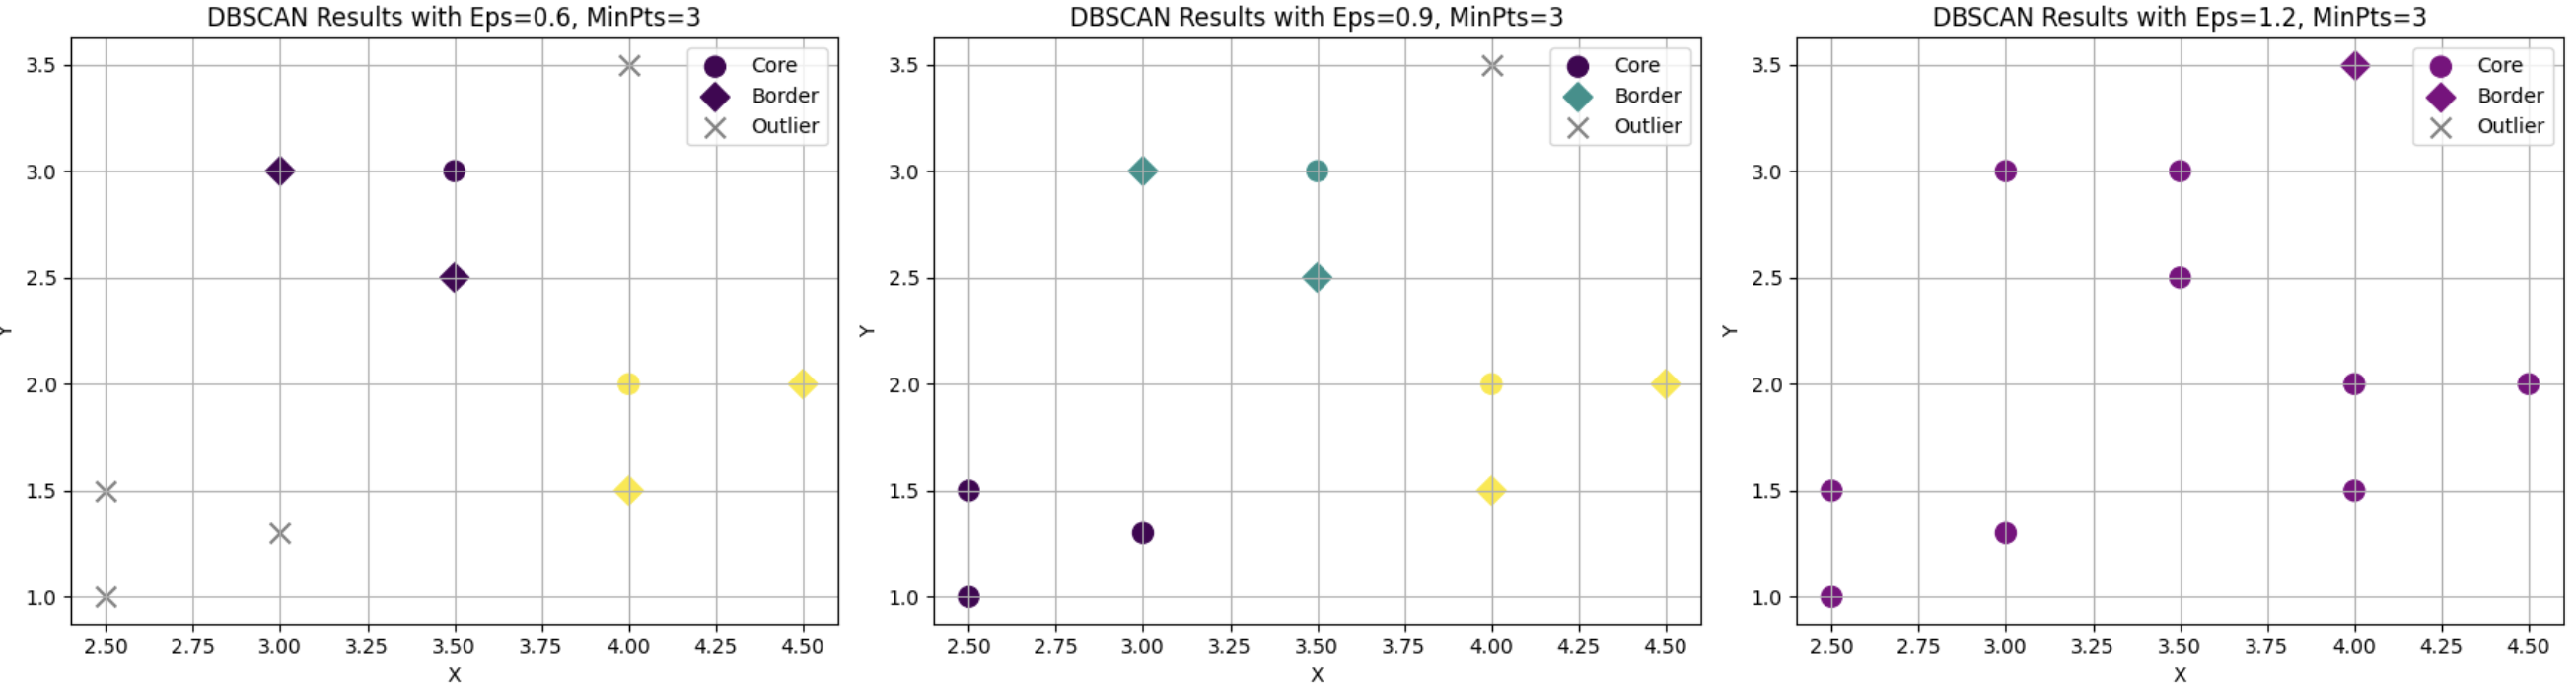 DBSCAN Results with Eps=0.6, MinPts=3
Core
Border
Outlier
3.5
3.0
2.5
2.0
1.5
1.0
Y
2.50 2.75 3.00 3.25 3.50 3.75 4.00 4.25 4.50
X
DBSCAN Results with Eps=0.9, MinPts=3
Core
Border
Outlier
3.5
3.0
2.5
2.0
1.5
1.0
Y
2.50 2.75 3.00 3.25 3.50 3.75 4.00 4.25 4.50
X
DBSCAN Results with Eps=1.2, MinPts=3
Core
Border
Outlier
3.5
3.0
2.5
2.0
1.5
1.0
Y
2.50 2.75 3.00 3.25 3.50 3.75 4.00 4.25 4.50
X